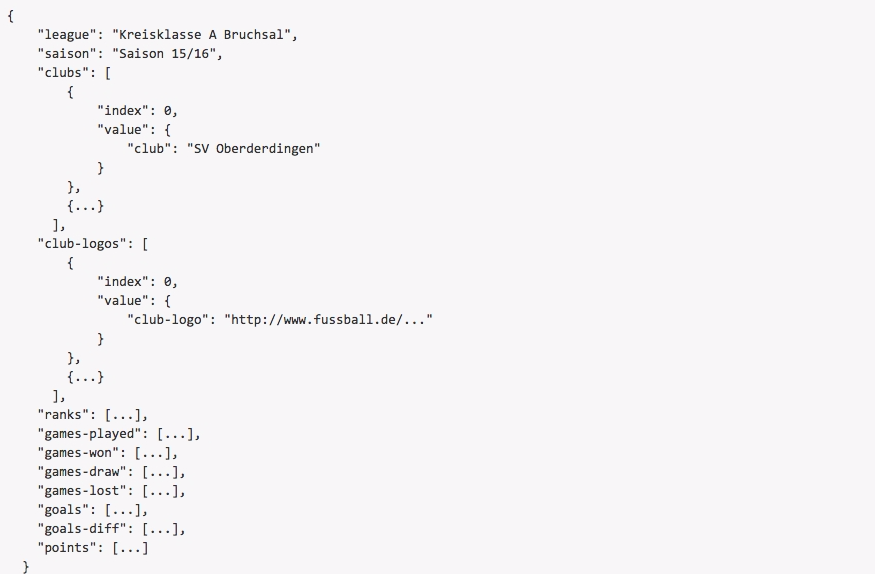 {
    "league": "Kreisklasse A Bruchsal",
    "saison": "Saison 15/16",
    "clubs": [
        {
            "index": 0,
            "value": {
                "club": "SV Oberderdingen"
            }
        },
        {...}
      ],
    "club-logos": [
        {
            "index": 0,
            "value": {
                "club-logo": "http://www.fussball.de/..."
            }
        },
        {...}
      ],
    "ranks": [...],
    "games-played": [...],
    "games-won": [...],
    "games-draw": [...],
    "games-lost": [...],
    "goals": [...],
    "goals-diff": [...],
    "points": [...]
  }